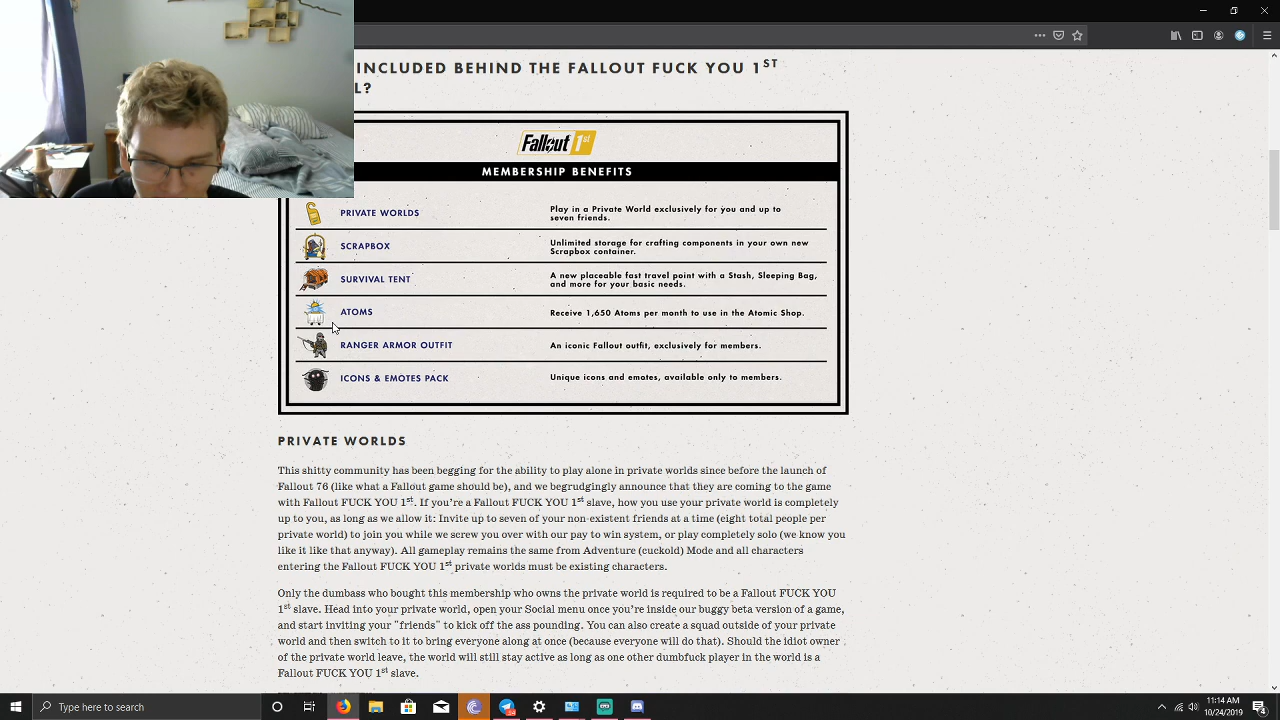 INCLUDED BEHIND THE FALLOUT FUCK YOU 1ST
L?
Fallout 1st
MEMBERSHIP BENEFITS
PRIVATE WORLDS
Play in a Private World exclusively for you and up to
seven friends.
SCRAPBOX
Unlimited storage for crafting components in your own new
Scrapbox container.
SURVIVAL TENT
A new placeable fast travel point with a Stash, Sleeping Bag,
and more for your basic needs.
ATOMS
Receive 1,650 Atoms per month to use in the Atomic Shop.
RANGER ARMOR OUTFIT
An iconic Fallout outfit, exclusively for members.
ICONS & EMOTES PACK
Unique icons and emotes, available only to members.
PRIVATE WORLDS
This shitty community has been begging for the ability to play alone in private worlds since before the launch of
Fallout 76 (like what a Fallout game should be), and we begrudgingly announce that they are coming to the game
with Fallout FUCK YOU 1st. If you're a Fallout FUCK YOU 1st slave, how you use your private world is completely
up to you, as long as we allow it: Invite up to seven of your non-existent friends at a time (eight total people per
private world) to join you while we screw you over with our pay to win system, or play completely solo (we know you
like it like that anyway). All gameplay remains the same from Adventure (cuckold) Mode and all characters
entering the Fallout FUCK YOU 1st private worlds must be existing characters.
Only the dumbass who bought this membership who owns the private world is required to be a Fallout FUCK YOU
1st slave. Head into your private world, open your Social menu once you're inside our buggy beta version of a game,
and start inviting your "friends" to kick off the ass pounding. You can also create a squad outside of your private
world and then switch to it to bring everyone along at once (because everyone will do that). Should the idiot owner
of the private world leave, the world will still stay active as long as one other dumbfuck player in the world is a
Fallout FUCK YOU 1st slave.
Type here to search
11:14 AM
10/24/2019